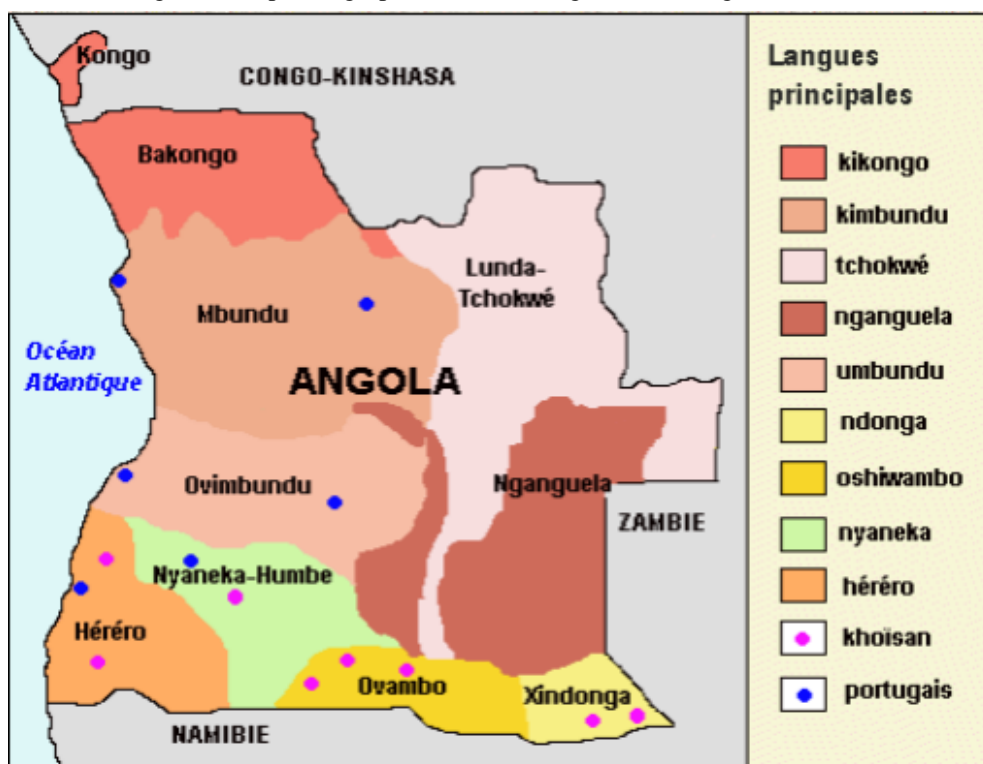 Kongo
CONGO-KINSHASA
Bakongo
Lunda-
Tchokwé
Mbundu
Océan
Atlantique
ANGOLA
Ovimbundu
Nganguela
ZAMBIE
Nyaneka-Humbe
Héréro
Ovambo
Xindonga
NAMIBIE
Langues
principales
kikongo
kimbundu
tchokwé
nganguela
umbundu
ndonga
oshiwambo
nyaneka
héréro
khoïsan
portugais